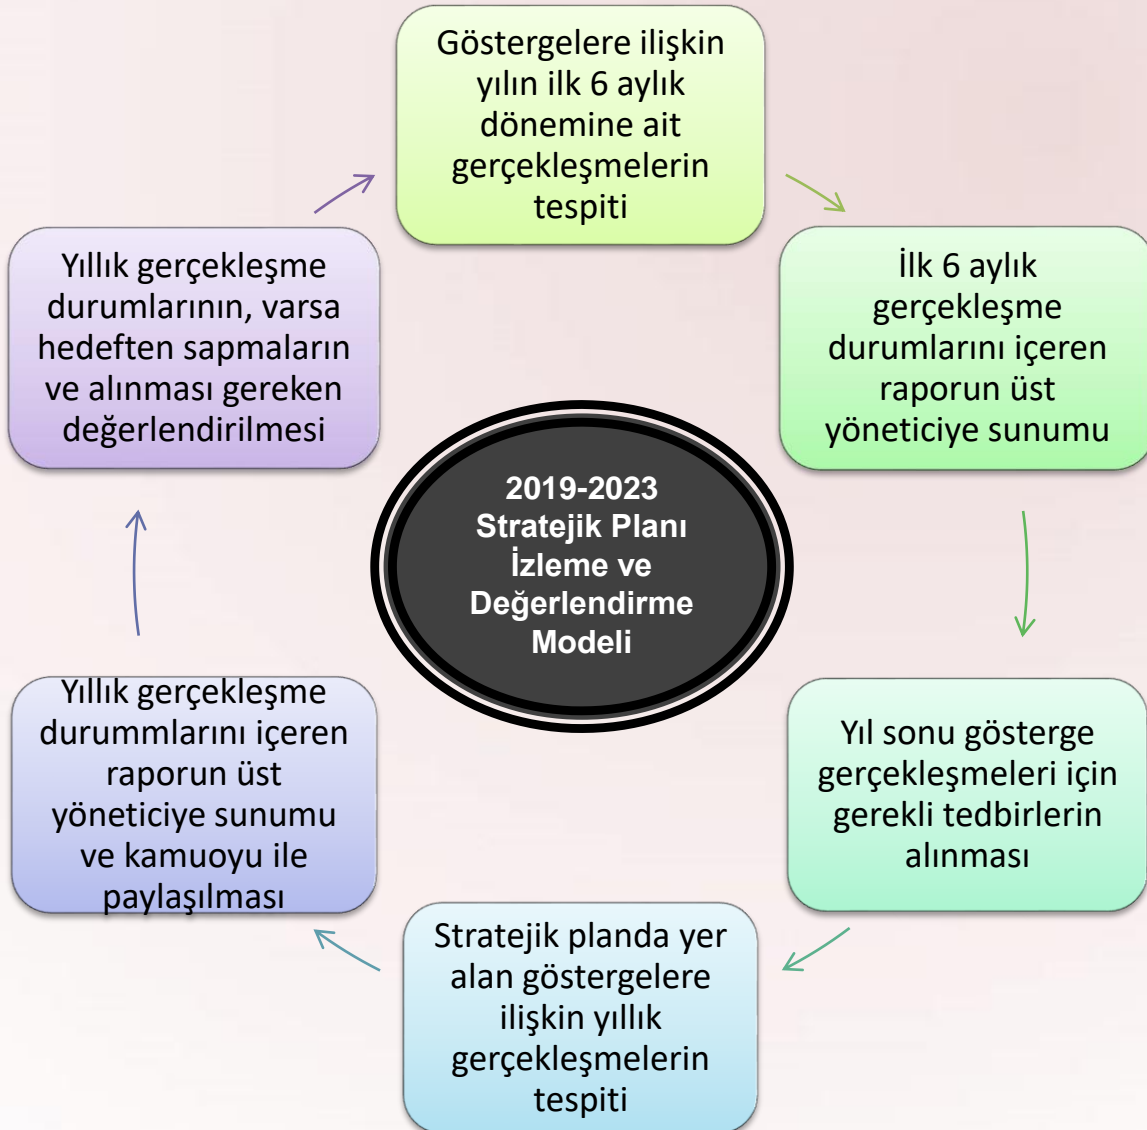 Göstergelere ilişkin
yılın ilk 6 aylık
dönemine ait
gerçekleşmelerin
tespiti
İlk 6 aylık
gerçekleşme
durumlarını içeren
raporun üst
yöneticiye sunumu
Yıl sonu gösterge
gerçekleşmeleri için
gerekli tedbirlerin
alınması
Stratejik planda yer
alan göstergelere
ilişkin yıllık
gerçekleşmelerin
tespiti
Yıllık gerçekleşme
durummlarını içeren
raporun üst
yöneticiye sunumu
ve kamuoyu ile
paylaşılması
Yıllık gerçekleşme
durumlarının, varsa
hedeften sapmaların
ve alınması gereken
değerlendirilmesi
2019-2023
Stratejik Planı
İzleme ve
Değerlendirme
Modeli